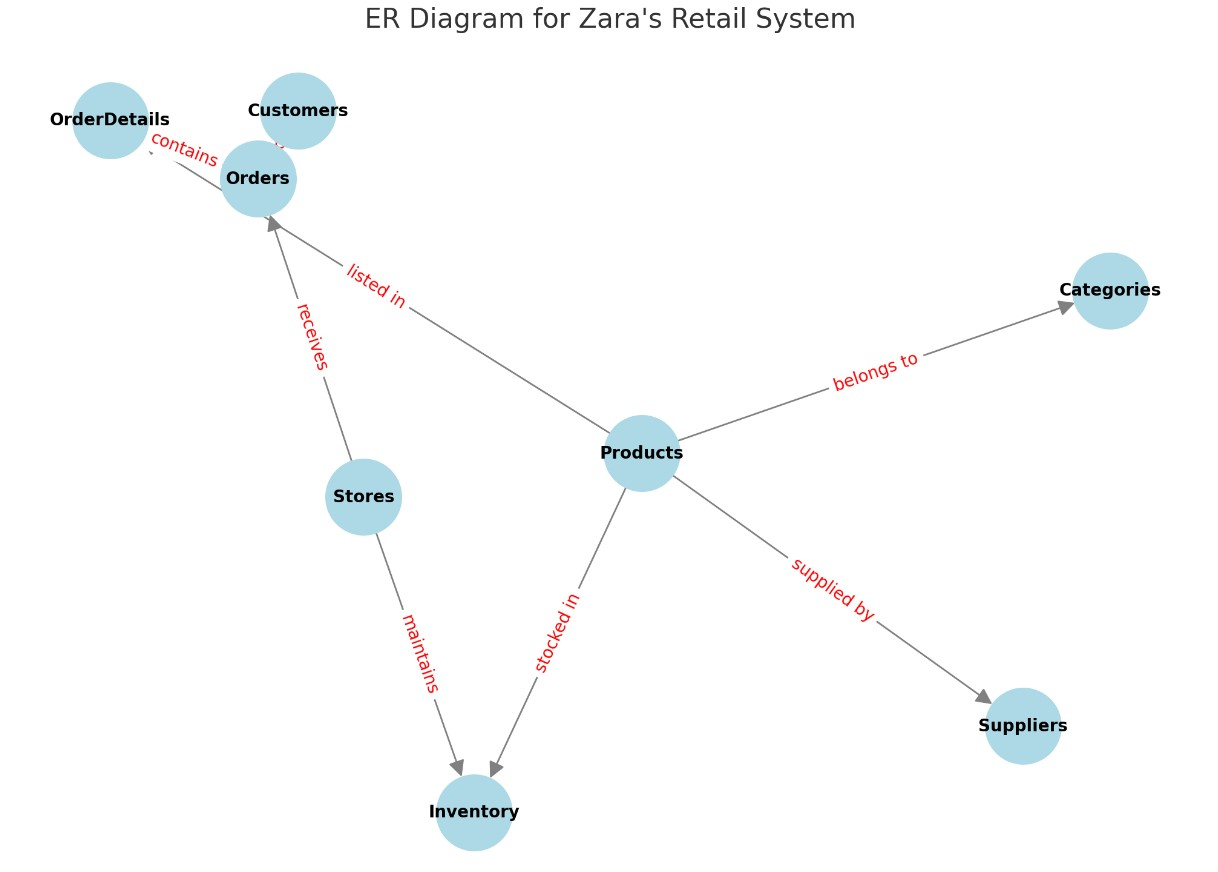 ER Diagram for Zara's Retail System
Customers
OrderDetails
contains
Orders
listed in
Categories
receives
belongs to
Products
Stores
supplied by
stocked in
maintains
Suppliers
Inventory